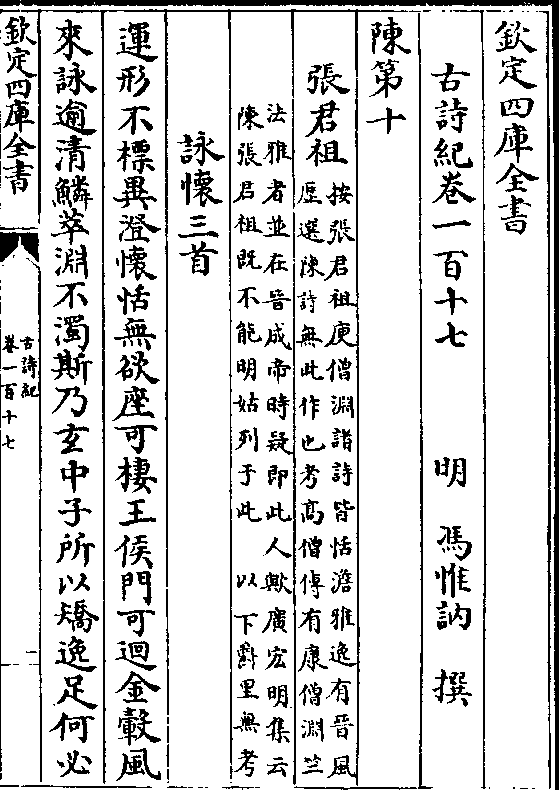 欽定四庫全書
古詩紀卷一百十七
明 馮惟訥 撰
陳第十
張君祖
按張君祖庾僧淵諸詩皆恬澹雅逸有晉風
歴選陳詩無此作也考髙僧傳有康僧淵竺
法雅者並在晉成帝時疑即此人歟廣宏明集云
陳張君祖既不能明姑列于此 以下爵里無考
詠懷三首
運形不標異澄懷恬無欲座可棲王侯門可迴金轂風
來詠逾清鱗萃淵不濁斯乃玄中子所以矯逸足何必
欽定四庫全書
古詩紀
卷一百十七
一